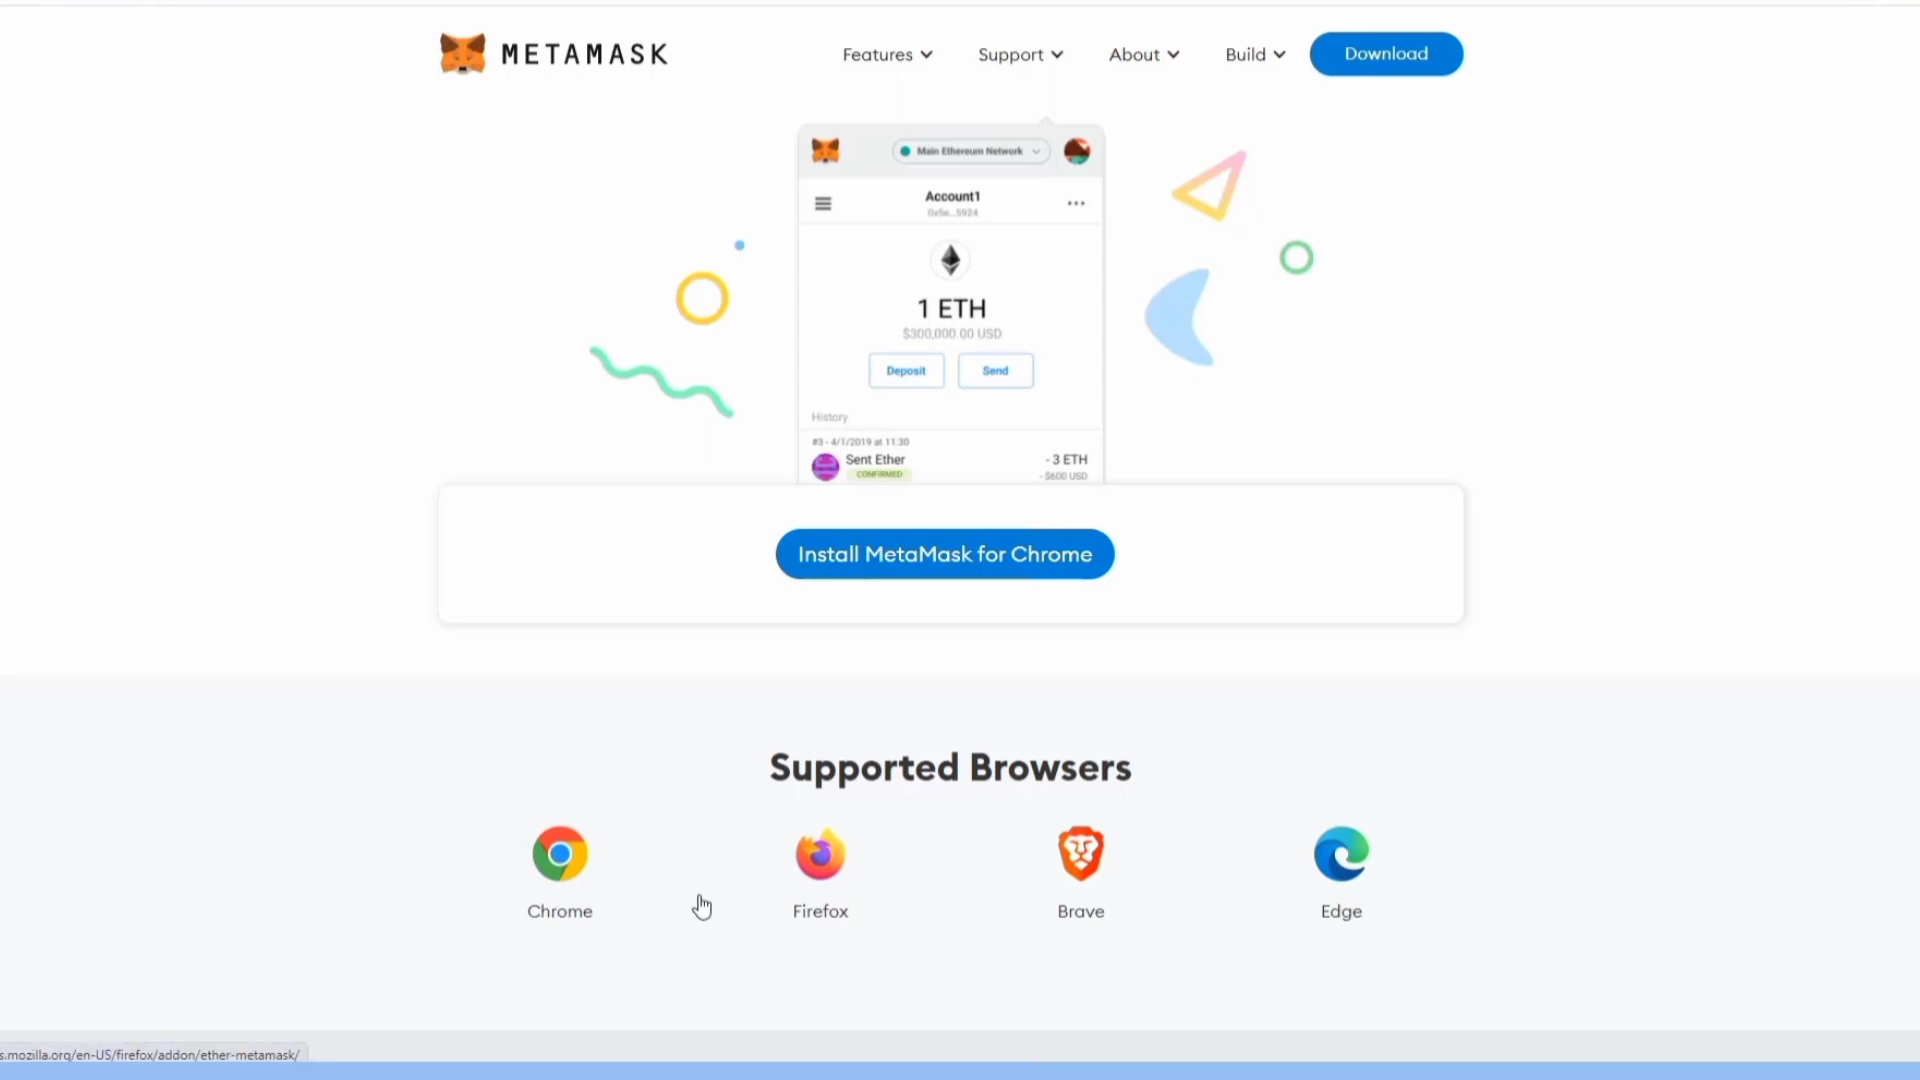 METAMASK
Features
Support
About
Build
Download
Main Ethereum Network
Account1
0x5e...5924
1 ETH
$300,000.00 USD
Deposit
Send
History
#3 - 4/1/2019 at 11:30
Sent Ether
- 3 ETH
CONFIRMED
- $600 USD
Install MetaMask for Chrome
Supported Browsers
Chrome
Firefox
Brave
Edge
s.mozilla.org/en-US/firefox/addon/ether-metamask/